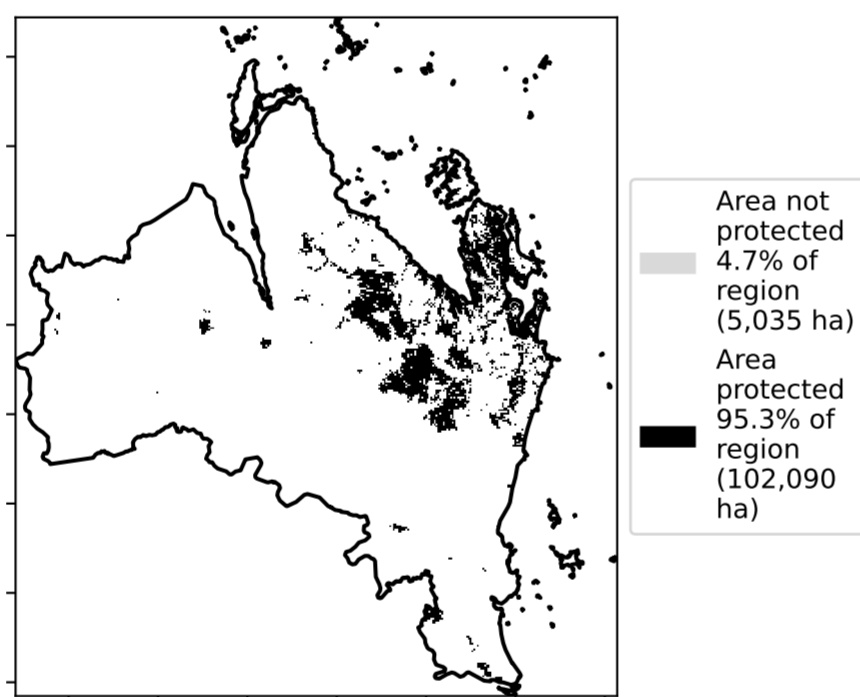 Area not
protected
4.7% of
region
(5,035 ha)
Area
protected
95.3% of
region
(102,090
ha)